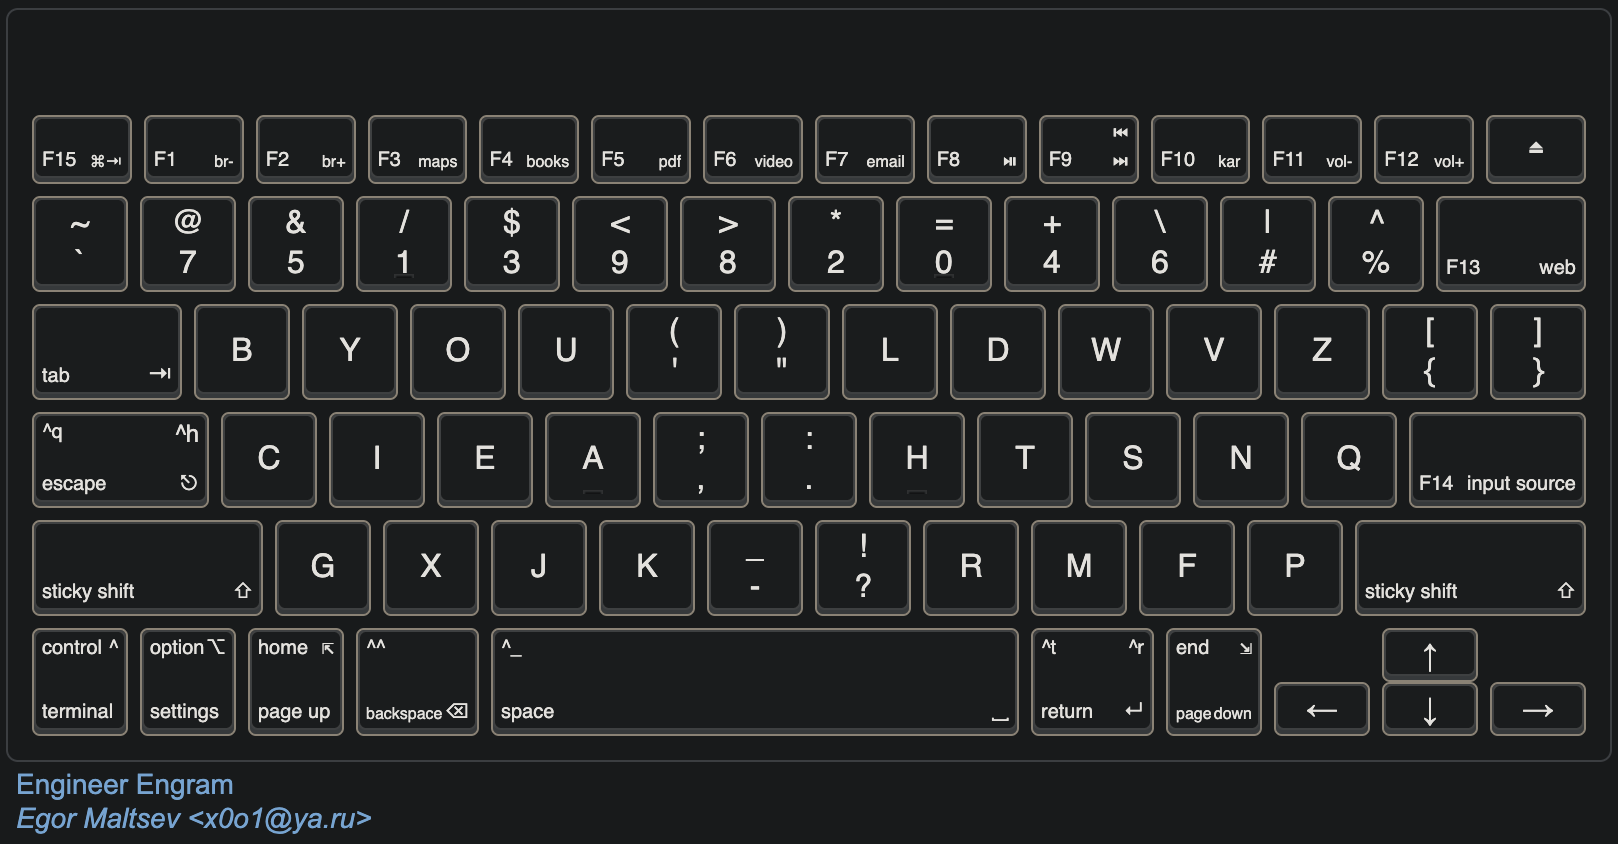 F15 ⌘⇥ F1 br- F2 br+ F3 maps F4 books F5 pdf F6 video F7 email F8 ⏯ F9 ⏮ ⏭ F10 kar F11 vol- F12 vol+ ⏏
~ @ & / $ < > * = + \ | ^
` 7 5 1 3 9 8 2 0 4 6 # % F13 web
tab ⇥ B Y O U ( ' ) " L D W V Z [ { ] }
^q ^h
escape ⎋ C I E A ; , : . H T S N Q F14 input source
sticky shift ⇧ G X J K _ - ! ? R M F P sticky shift ⇧
control ^ option ⌥ home ⇱ ^^ ^_ ^t ^r end ⇲ ↑
terminal settings page up backspace ⌫ space ⎵ return ↵ page down ← ↓ →
Engineer Engram
Egor Maltsev <x0o1@ya.ru>